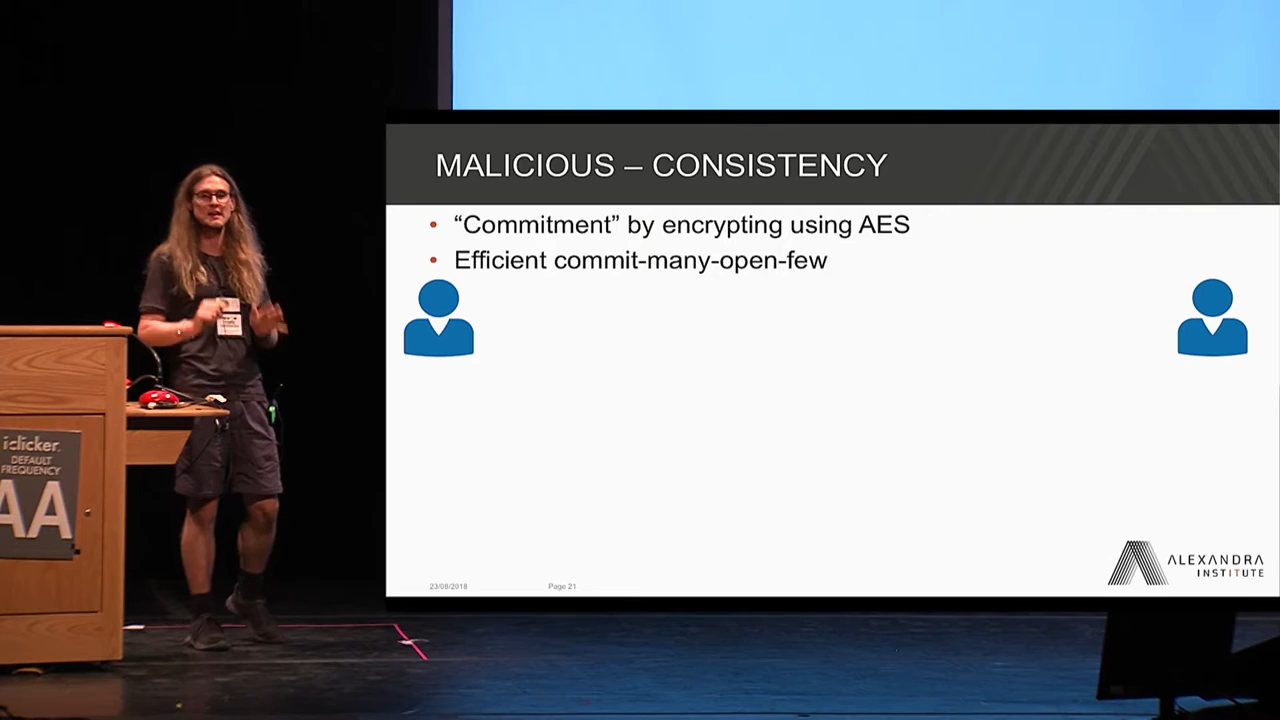 MALICIOUS – CONSISTENCY
• “Commitment” by encrypting using AES
• Efficient commit-many-open-few
iclicker.
DEFAULT
FREQUENCY
AA
23/08/2018
Page 21
ALEXANDRA
INSTITUTE